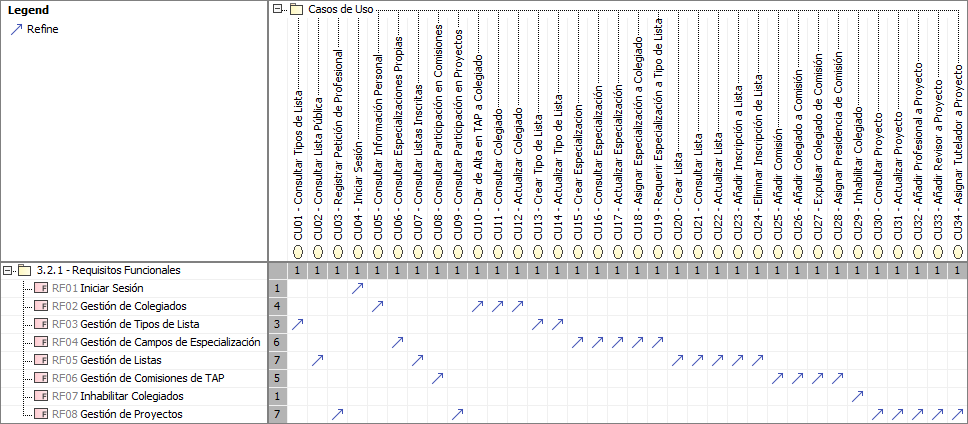 Legend
Refine
Casos de Uso
CU01 - Consultar Tipos de Lista
CU02 - Consultar Lista Pública
CU03 - Registrar Petición de Profesional
CU04 - Iniciar Sesión
CU05 - Consultar Información Personal
CU06 - Consultar Especializaciones Propias
CU07 - Consultar Listas Inscritas
CU08 - Consultar Participación en Comisiones
CU09 - Consultar Participación en Proyectos
CU10 - Dar de Alta en TAP a Colegiado
CU11 - Consultar Colegiado
CU12 - Actualizar Colegiado
CU13 - Crear Tipo de Lista
CU14 - Actualizar Tipo de Lista
CU15 - Crear Especializacion
CU16 - Consultar Especialización
CU17 - Actualizar Especialización
CU18 - Asignar Especialización a Colegiado
CU19 - Requerir Especialización a Tipo de Lista
CU20 - Crear Lista
CU21 - Consultar Lista
CU22 - Actualizar Lista
CU23 - Añadir Inscripción a Lista
CU24 - Eliminar Inscripción de Lista
CU25 - Añadir Comisión
CU26 - Añadir Colegiado a Comisión
CU27 - Expulsar Colegiado de Comisión
CU28 - Asignar Presidencia de Comisión
CU29 - Inhabilitar Colegiado
CU30 - Consultar Proyecto
CU31 - Actualizar Proyecto
CU32 - Añadir Profesional a Proyecto
CU33 - Añadir Revisor a Proyecto
CU34 - Asignar Tutelador a Proyecto
3.2.1 - Requisitos Funcionales 1 1 1 1 1 1 1 1 1 1 1 1 1 1 1 1 1 1 1 1 1 1 1 1 1 1 1 1 1 1 1 1 1 1
F RF01 Iniciar Sesión 1
F RF02 Gestión de Colegiados 4
F RF03 Gestión de Tipos de Lista 3
F RF04 Gestión de Campos de Especialización 6
F RF05 Gestión de Listas 7
F RF06 Gestión de Comisiones de TAP 5
F RF07 Inhabilitar Colegiados 1
F RF08 Gestión de Proyectos 7